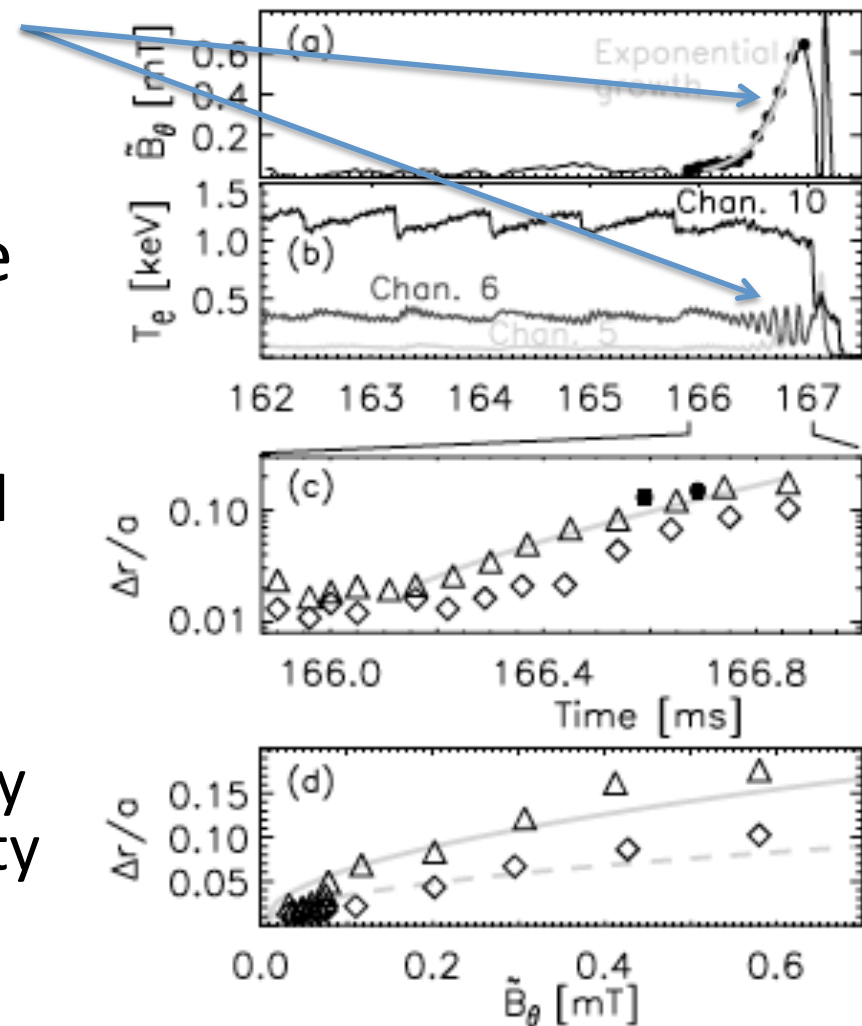 (a)
B̃θ [mT]
0.6
0.4
0.2
Exponential
growth
(b)
Te [keV]
1.5
1.0
0.5
Chan. 10
Chan. 6
Chan. 5
162 163 164 165 166 167
e
(c)
Δr/a
0.10
0.01
166.0 166.4 166.8
Time [ms]
y
ty
(d)
Δr/a
0.15
0.10
0.05
0.0 0.2 0.4 0.6
B̃θ [mT]